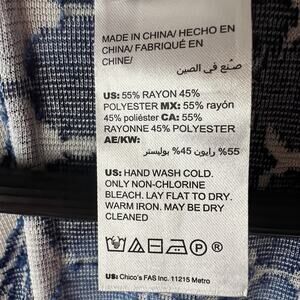 MADE IN CHINA/ HECHO EN
CHINA/ FABRIQUÉ EN
CHINE/
صنع في الصين
US: 55% RAYON 45%
POLYESTER MX: 55% rayón
45% poliéster CA: 55%
RAYONNE 45% POLYESTER
AE/KW:
55% رايون 45% بوليستر
US: HAND WASH COLD.
ONLY NON-CHLORINE
BLEACH. LAY FLAT TO DRY.
WARM IRON. MAY BE DRY
CLEANED
US: Chico's FAS Inc. 11215 Metro